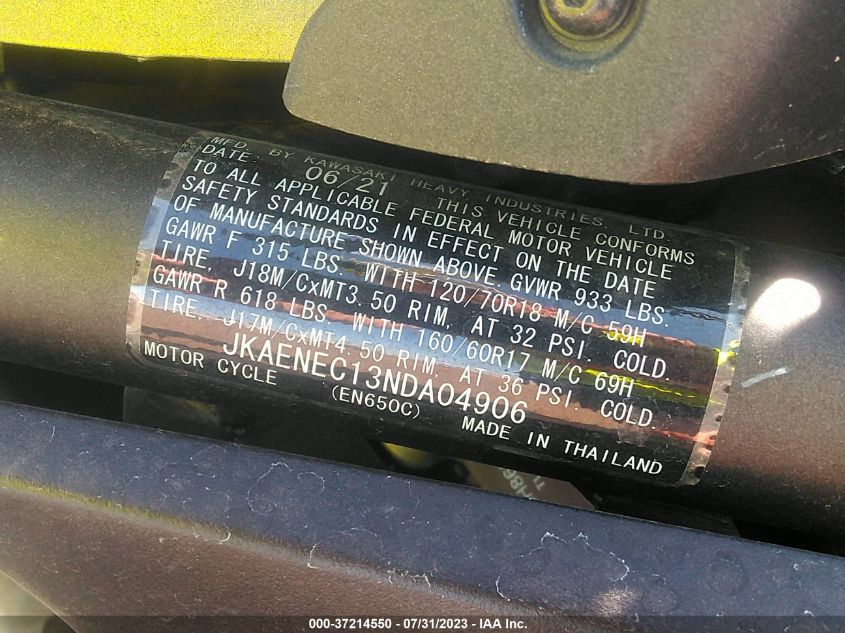 MFD. BY KAWASAKI HEAVY INDUSTRIES, LTD.
DATE: 06/21 THIS VEHICLE CONFORMS
TO ALL APPLICABLE FEDERAL MOTOR VEHICLE
SAFETY STANDARDS IN EFFECT ON THE DATE
OF MANUFACTURE SHOWN ABOVE. GVWR 933 LBS.
GAWR F 315 LBS. WITH 120/70R18 M/C 59H
TIRE, J18M/CxMT3.50 RIM, AT 32 PSI. COLD.
GAWR R 618 LBS. WITH 160/60R17 M/C 69H
TIRE, J17M/CxMT4.50 RIM, AT 36 PSI. COLD.
JKAENEC13NDA04906
MOTOR CYCLE (EN650C) MADE IN THAILAND
000-37214550 / 07/31/2023 - IAA Inc.